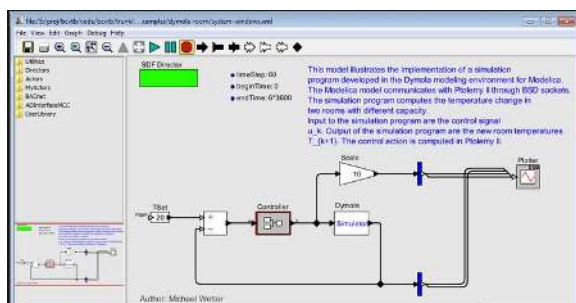 file:/b/proj/bcvtb/code/bcvtb/trunk/... xamples/dymola-room/system-windows.xml
File View Edit Graph Debug Help
Utilities
Directors
Actors
MyActors
BACnet
ADInterfaceMCC
UserLibrary
SDF Director
timeStep: 60
beginTime: 0
endTime: 6*3600
This model illustrates the implementation of a simulation
program developed in the Dymola modeling environment for Modelica.
The Modelica model communicates with Ptolemy II through BSD sockets.
The simulation program computes the temperature change in
two rooms with different capacity.
Input to the simulation program are the control signal
u_k. Output of the simulation program are the new room temperatures
T_{k+1}. The control action is computed in Ptolemy II.
Scale
10
Plotter
TSet
20
Controller
Dymola
Simulator
Author: Michael Wetter